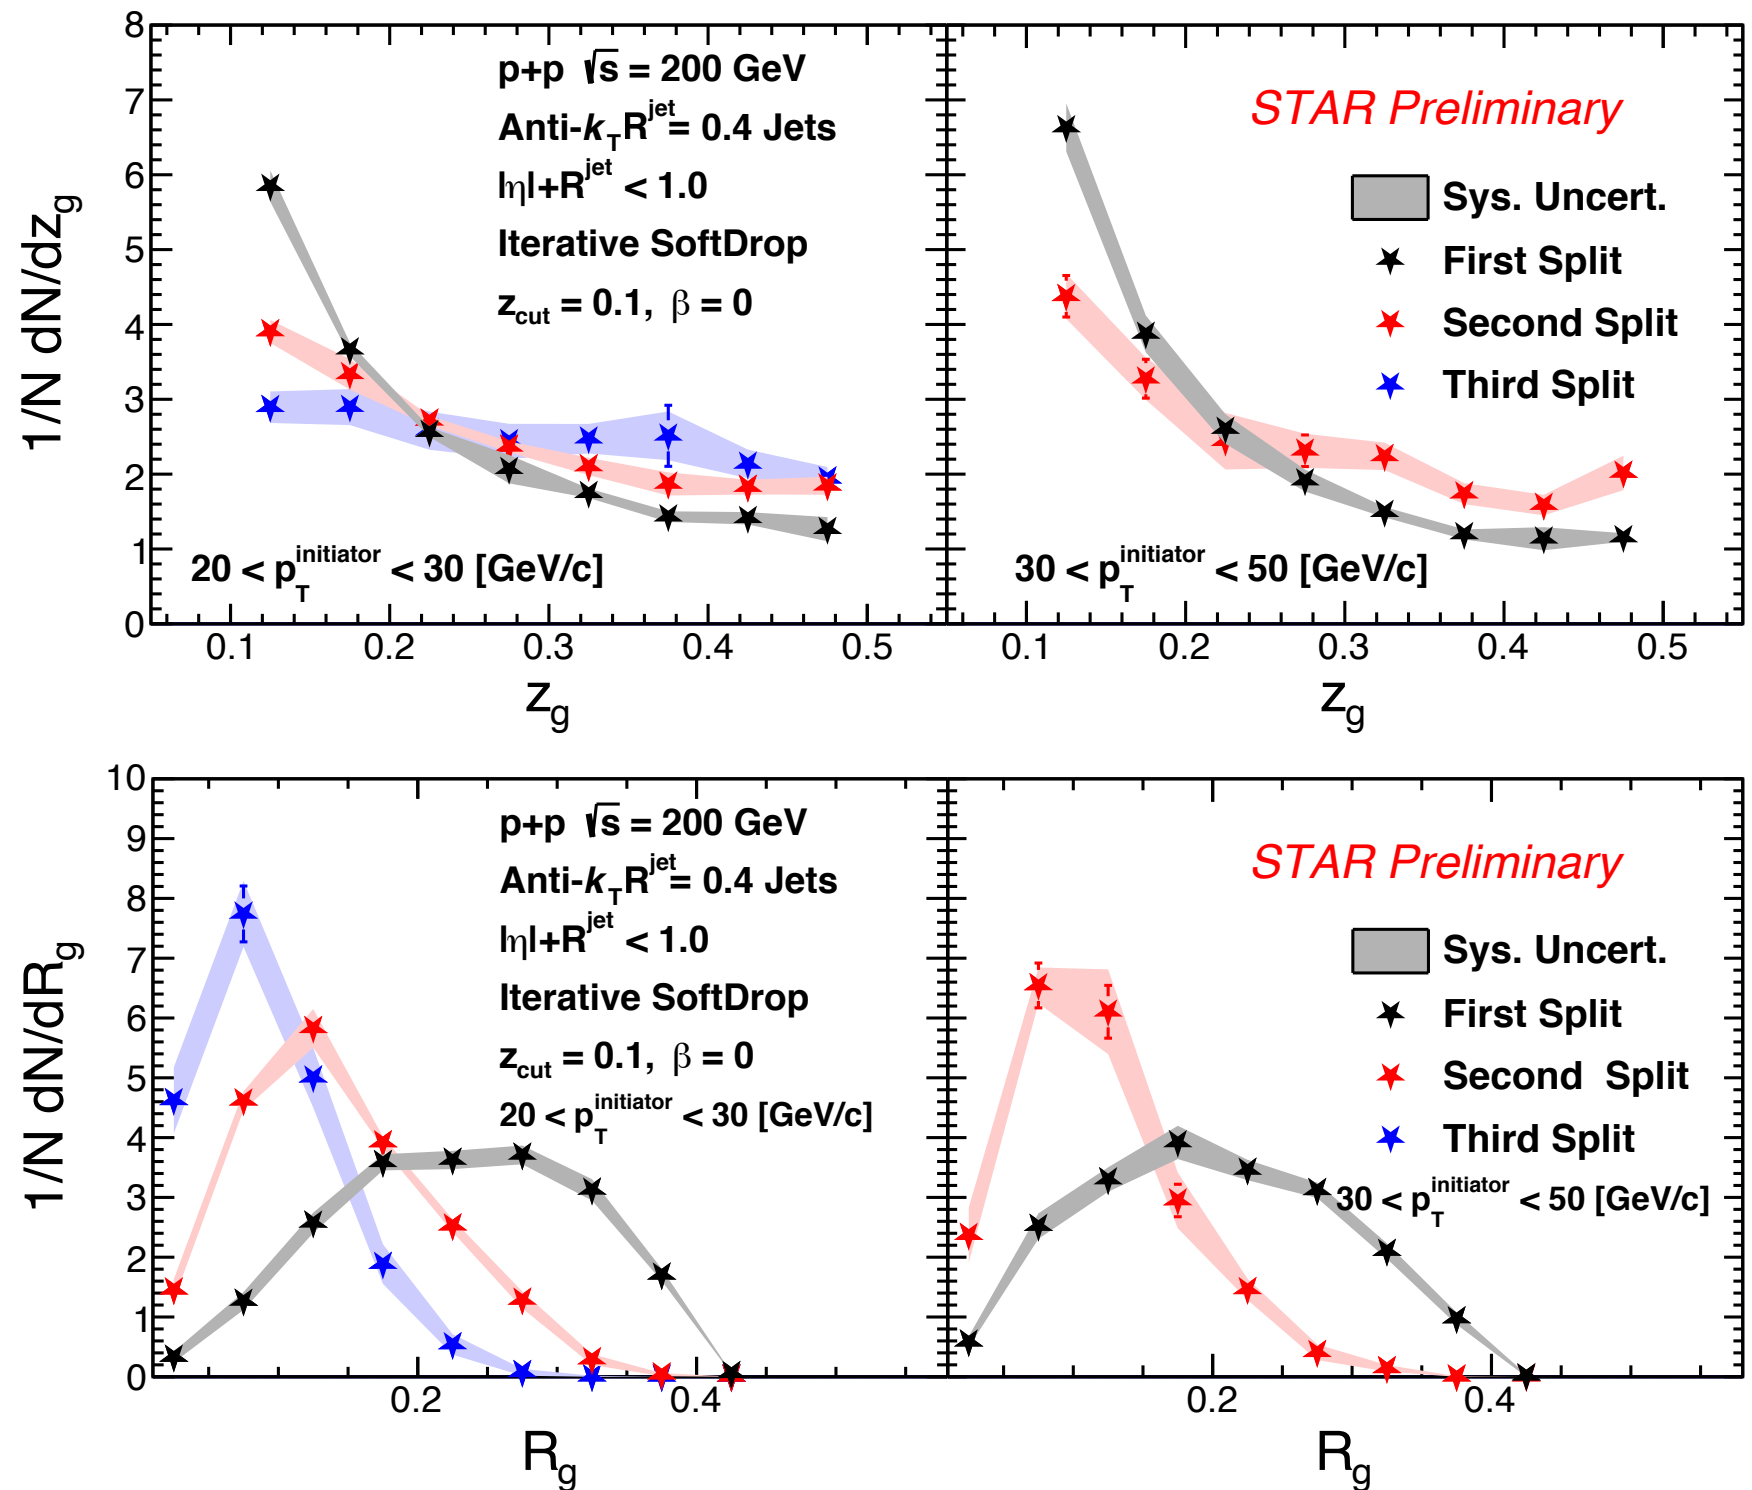 8
7
6
5
4
3
2
1
0
1/N dN/dz_g
p+p √s = 200 GeV
Anti-k_T R^jet = 0.4 Jets
|η|+R^jet < 1.0
Iterative SoftDrop
z_cut = 0.1, β = 0
20 < p_T^initiator < 30 [GeV/c]
0.1 0.2 0.3 0.4 0.5
z_g
STAR Preliminary
Sys. Uncert.
First Split
Second Split
Third Split
30 < p_T^initiator < 50 [GeV/c]
0.1 0.2 0.3 0.4 0.5
z_g
10
9
8
7
6
5
4
3
2
1
0
1/N dN/dR_g
p+p √s = 200 GeV
Anti-k_T R^jet = 0.4 Jets
|η|+R^jet < 1.0
Iterative SoftDrop
z_cut = 0.1, β = 0
20 < p_T^initiator < 30 [GeV/c]
0.2 0.4
R_g
STAR Preliminary
Sys. Uncert.
First Split
Second Split
Third Split
30 < p_T^initiator < 50 [GeV/c]
0.2 0.4
R_g